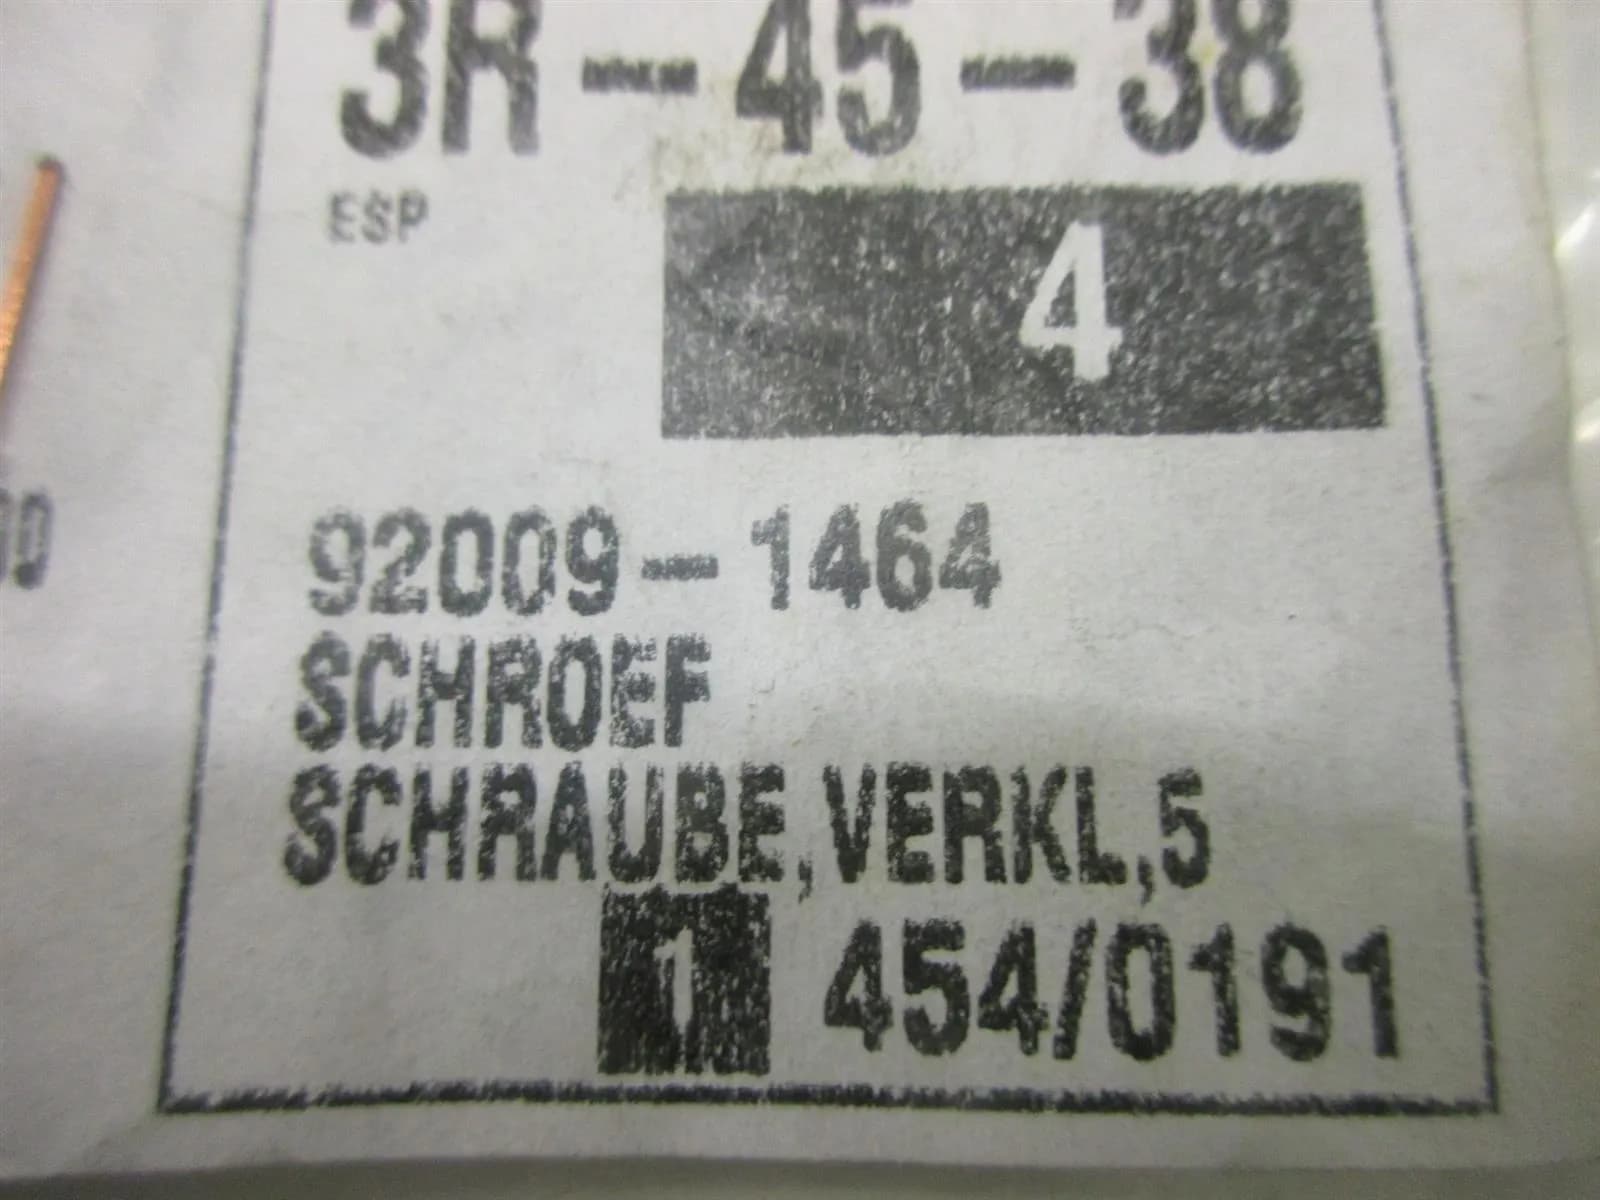 3R-45-38
ESP
4
92009-1464
SCHROEF
SCHRAUBE,VERKL,5
1 454/0191